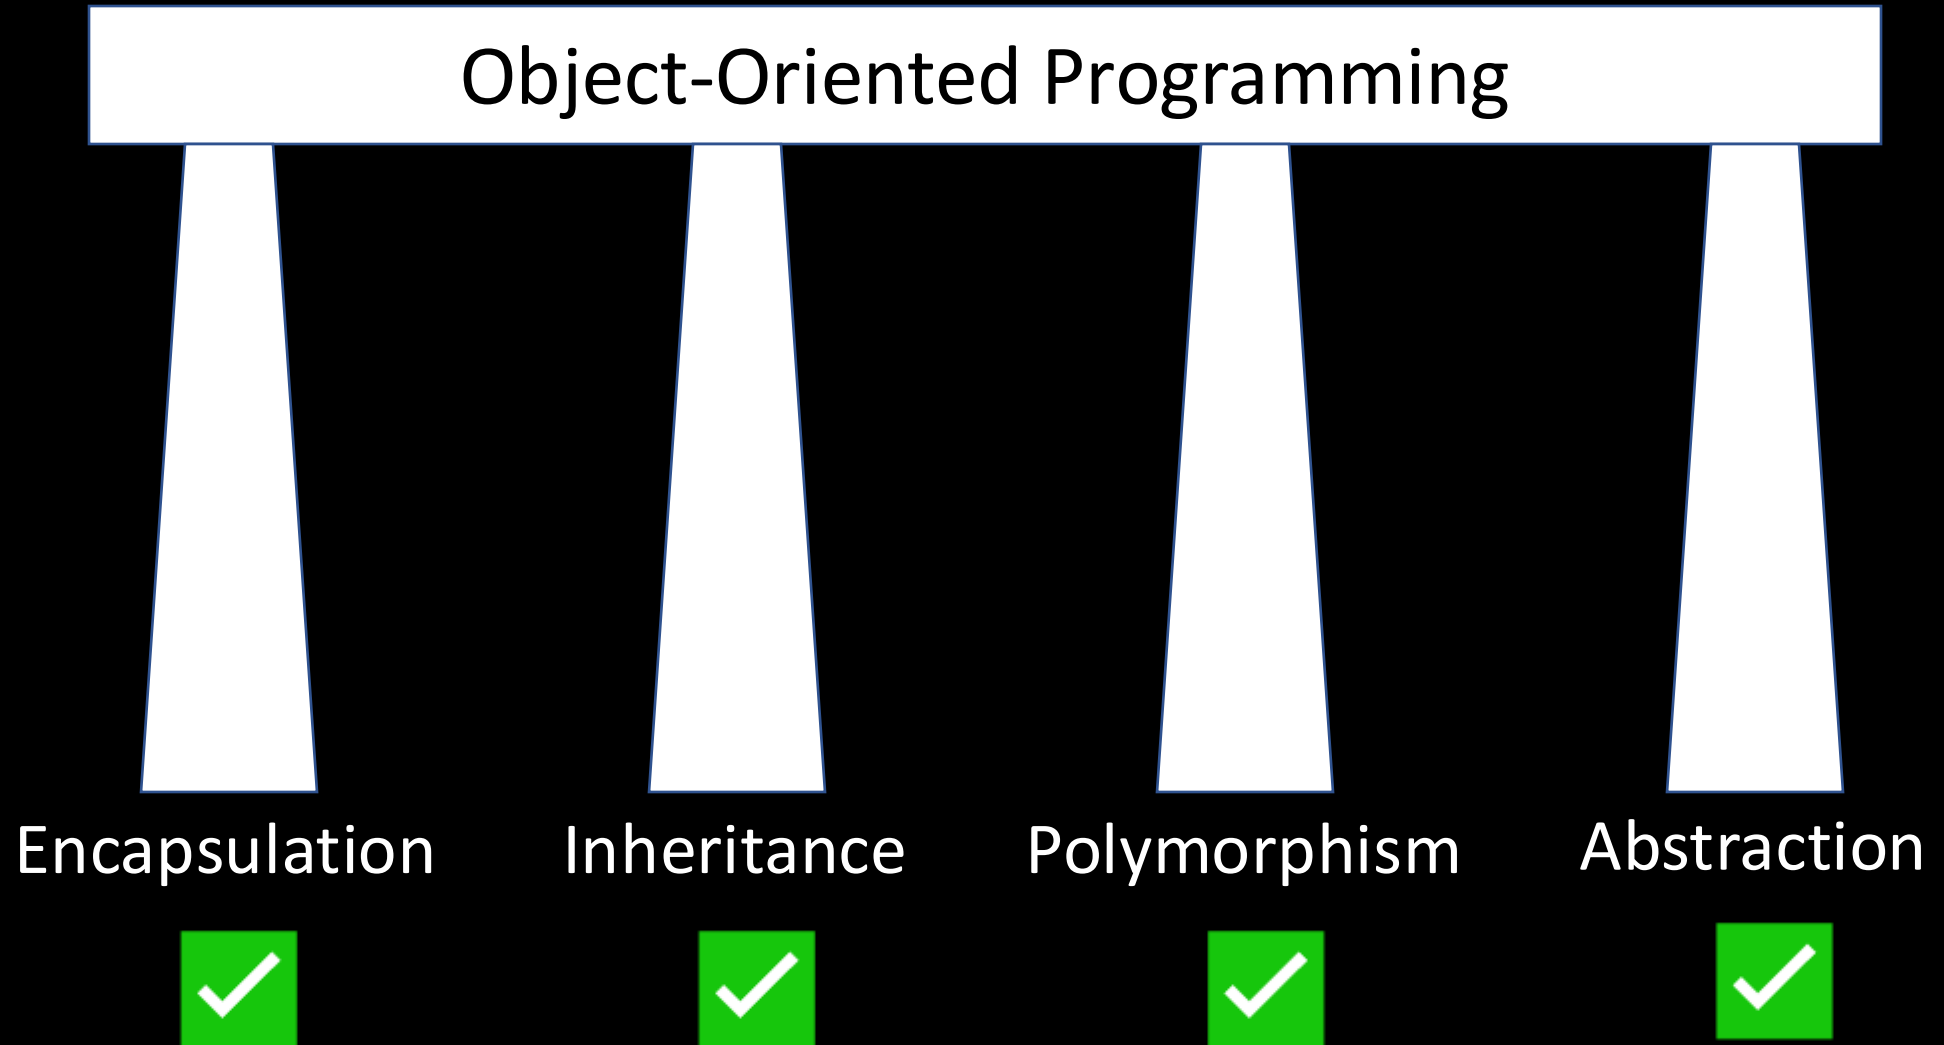 Object-Oriented Programming
Encapsulation
Inheritance
Polymorphism
Abstraction